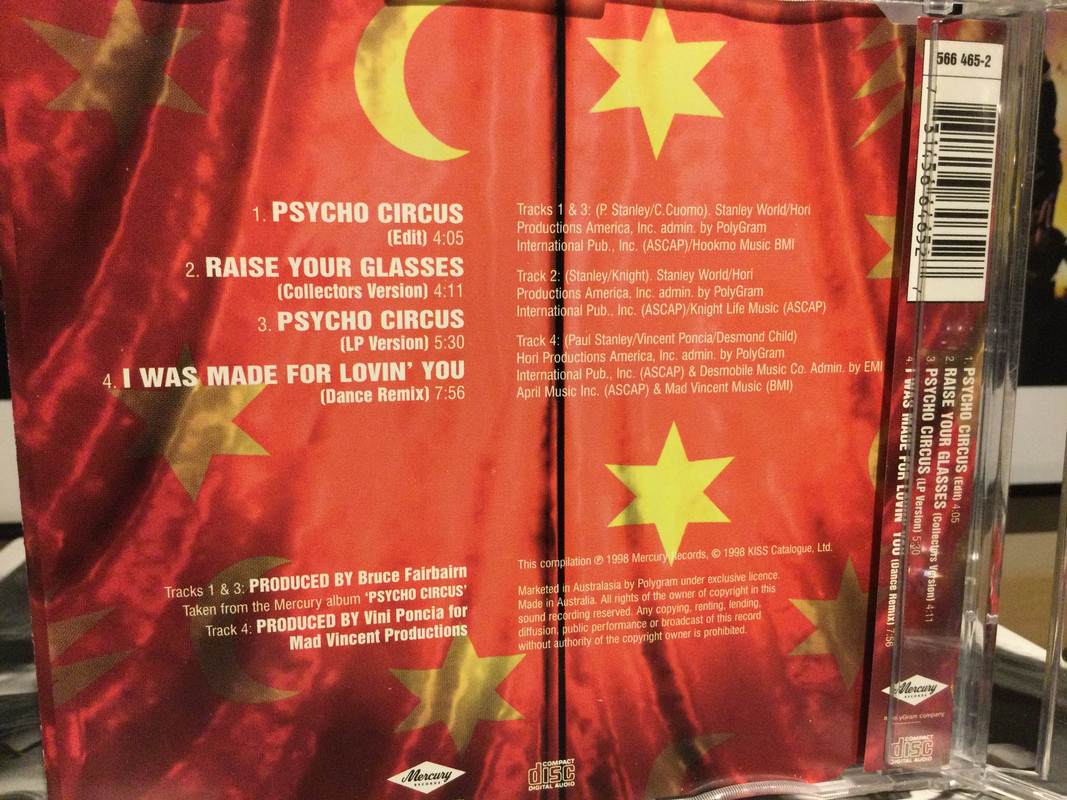 1. PSYCHO CIRCUS
(Edit) 4:05
2. RAISE YOUR GLASSES
(Collectors Version) 4:11
3. PSYCHO CIRCUS
(LP Version) 5:30
4. I WAS MADE FOR LOVIN' YOU
(Dance Remix) 7:56
Tracks 1 & 3: (P. Stanley/C.Cuomo). Stanley World/Hori
Productions America, Inc. admin. by PolyGram
International Pub., Inc. (ASCAP)/Hookmo Music BMI
Track 2: (Stanley/Knight). Stanley World/Hori
Productions America, Inc. admin. by PolyGram
International Pub., Inc. (ASCAP)/Knight Life Music (ASCAP)
Track 4: (Paul Stanley/Vincent Poncia/Desmond Child)
Hori Productions America, Inc. admin. by PolyGram
International Pub., Inc. (ASCAP) & Desmobile Music Co. Admin. by EMI
April Music Inc. (ASCAP) & Mad Vincent Music (BMI)
Tracks 1 & 3: PRODUCED BY Bruce Fairbairn
Taken from the Mercury album 'PSYCHO CIRCUS'
Track 4: PRODUCED BY Vini Poncia for
Mad Vincent Productions
This compilation ℗ 1998 Mercury Records, © 1998 KISS Catalogue, Ltd.
Marketed in Australasia by Polygram under exclusive licence.
Made in Australia. All rights of the owner of copyright in this
sound recording reserved. Any copying, renting, lending,
diffusion, public performance or broadcast of this record
without authority of the copyright owner is prohibited.
Mercury
RECORDS
COMPACT
disc
DIGITAL AUDIO
566 465-2
1. PSYCHO CIRCUS (Edit) 4:05
2 RAISE YOUR GLASSES (Collectors Version) 4:11
3 PSYCHO CIRCUS (LP Version) 5:30
4 I WAS MADE FOR LOVIN' YOU (Dance Remix) 7:56
Mercury
RECORDS
a PolyGram company
COMPACT
disc
DIGITAL AUDIO